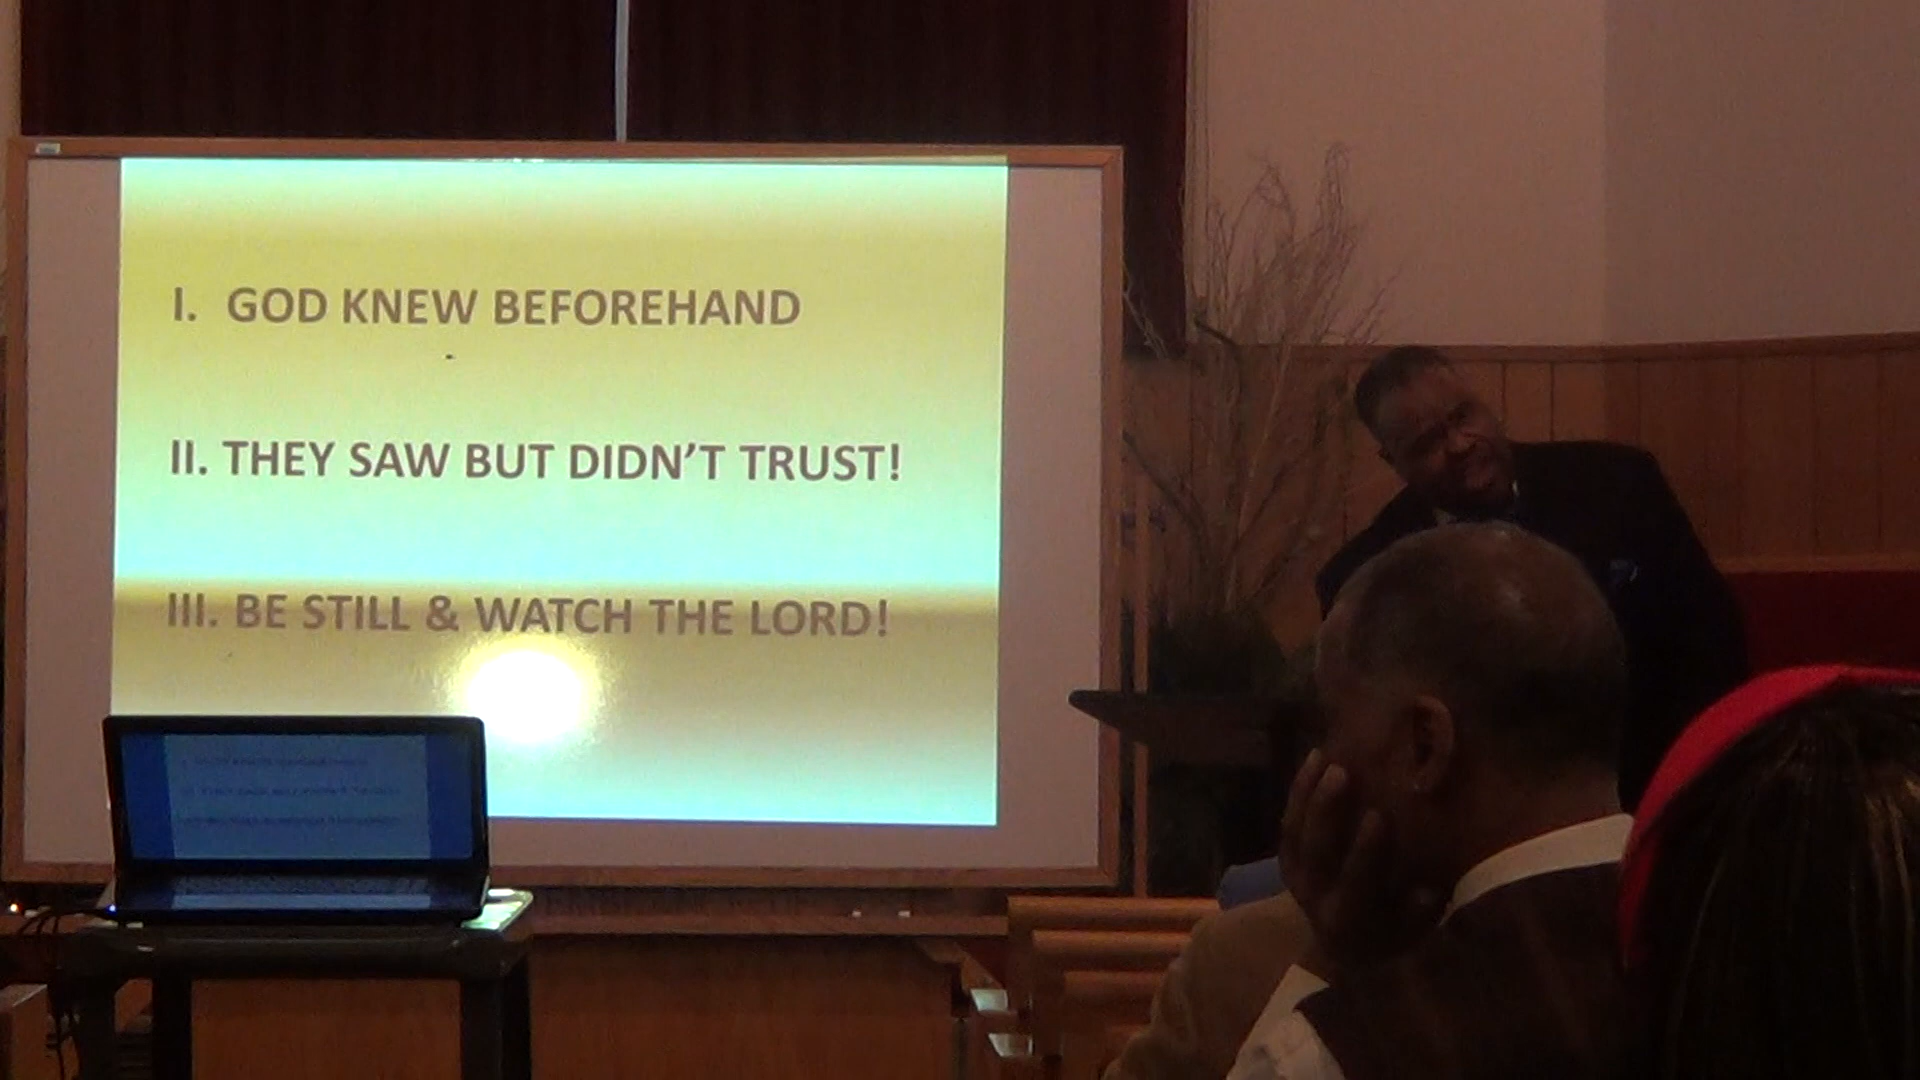 I. GOD KNEW BEFOREHAND
II. THEY SAW BUT DIDN’T TRUST!
III. BE STILL & WATCH THE LORD!